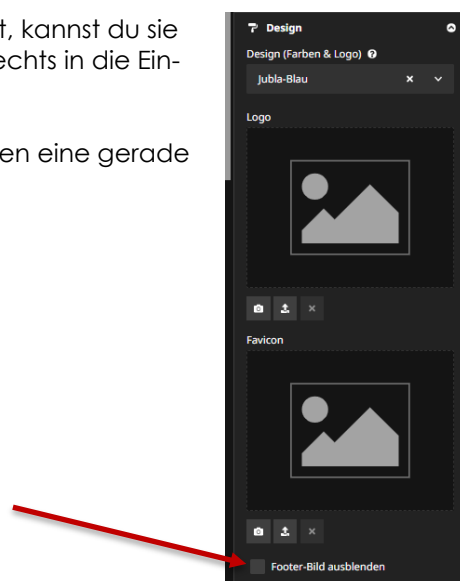 t, kannst du sie
echts in die Ein-
en eine gerade
Design
Design (Farben & Logo)
Jubla-Blau
Logo
Favicon
Footer-Bild ausblenden